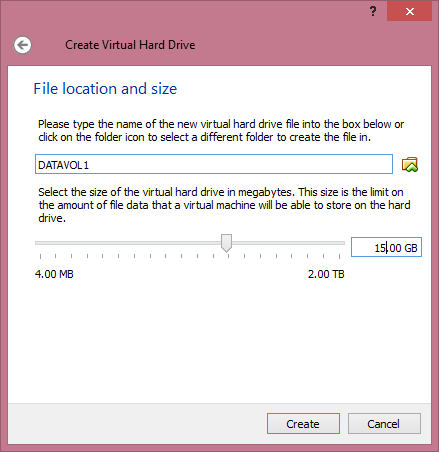 ?
Create Virtual Hard Drive
File location and size
Please type the name of the new virtual hard drive file into the box below or
click on the folder icon to select a different folder to create the file in.
DATAVOL1
Select the size of the virtual hard drive in megabytes. This size is the limit on
the amount of file data that a virtual machine will be able to store on the hard
drive.
15.00 GB
4.00 MB 2.00 TB
Create Cancel